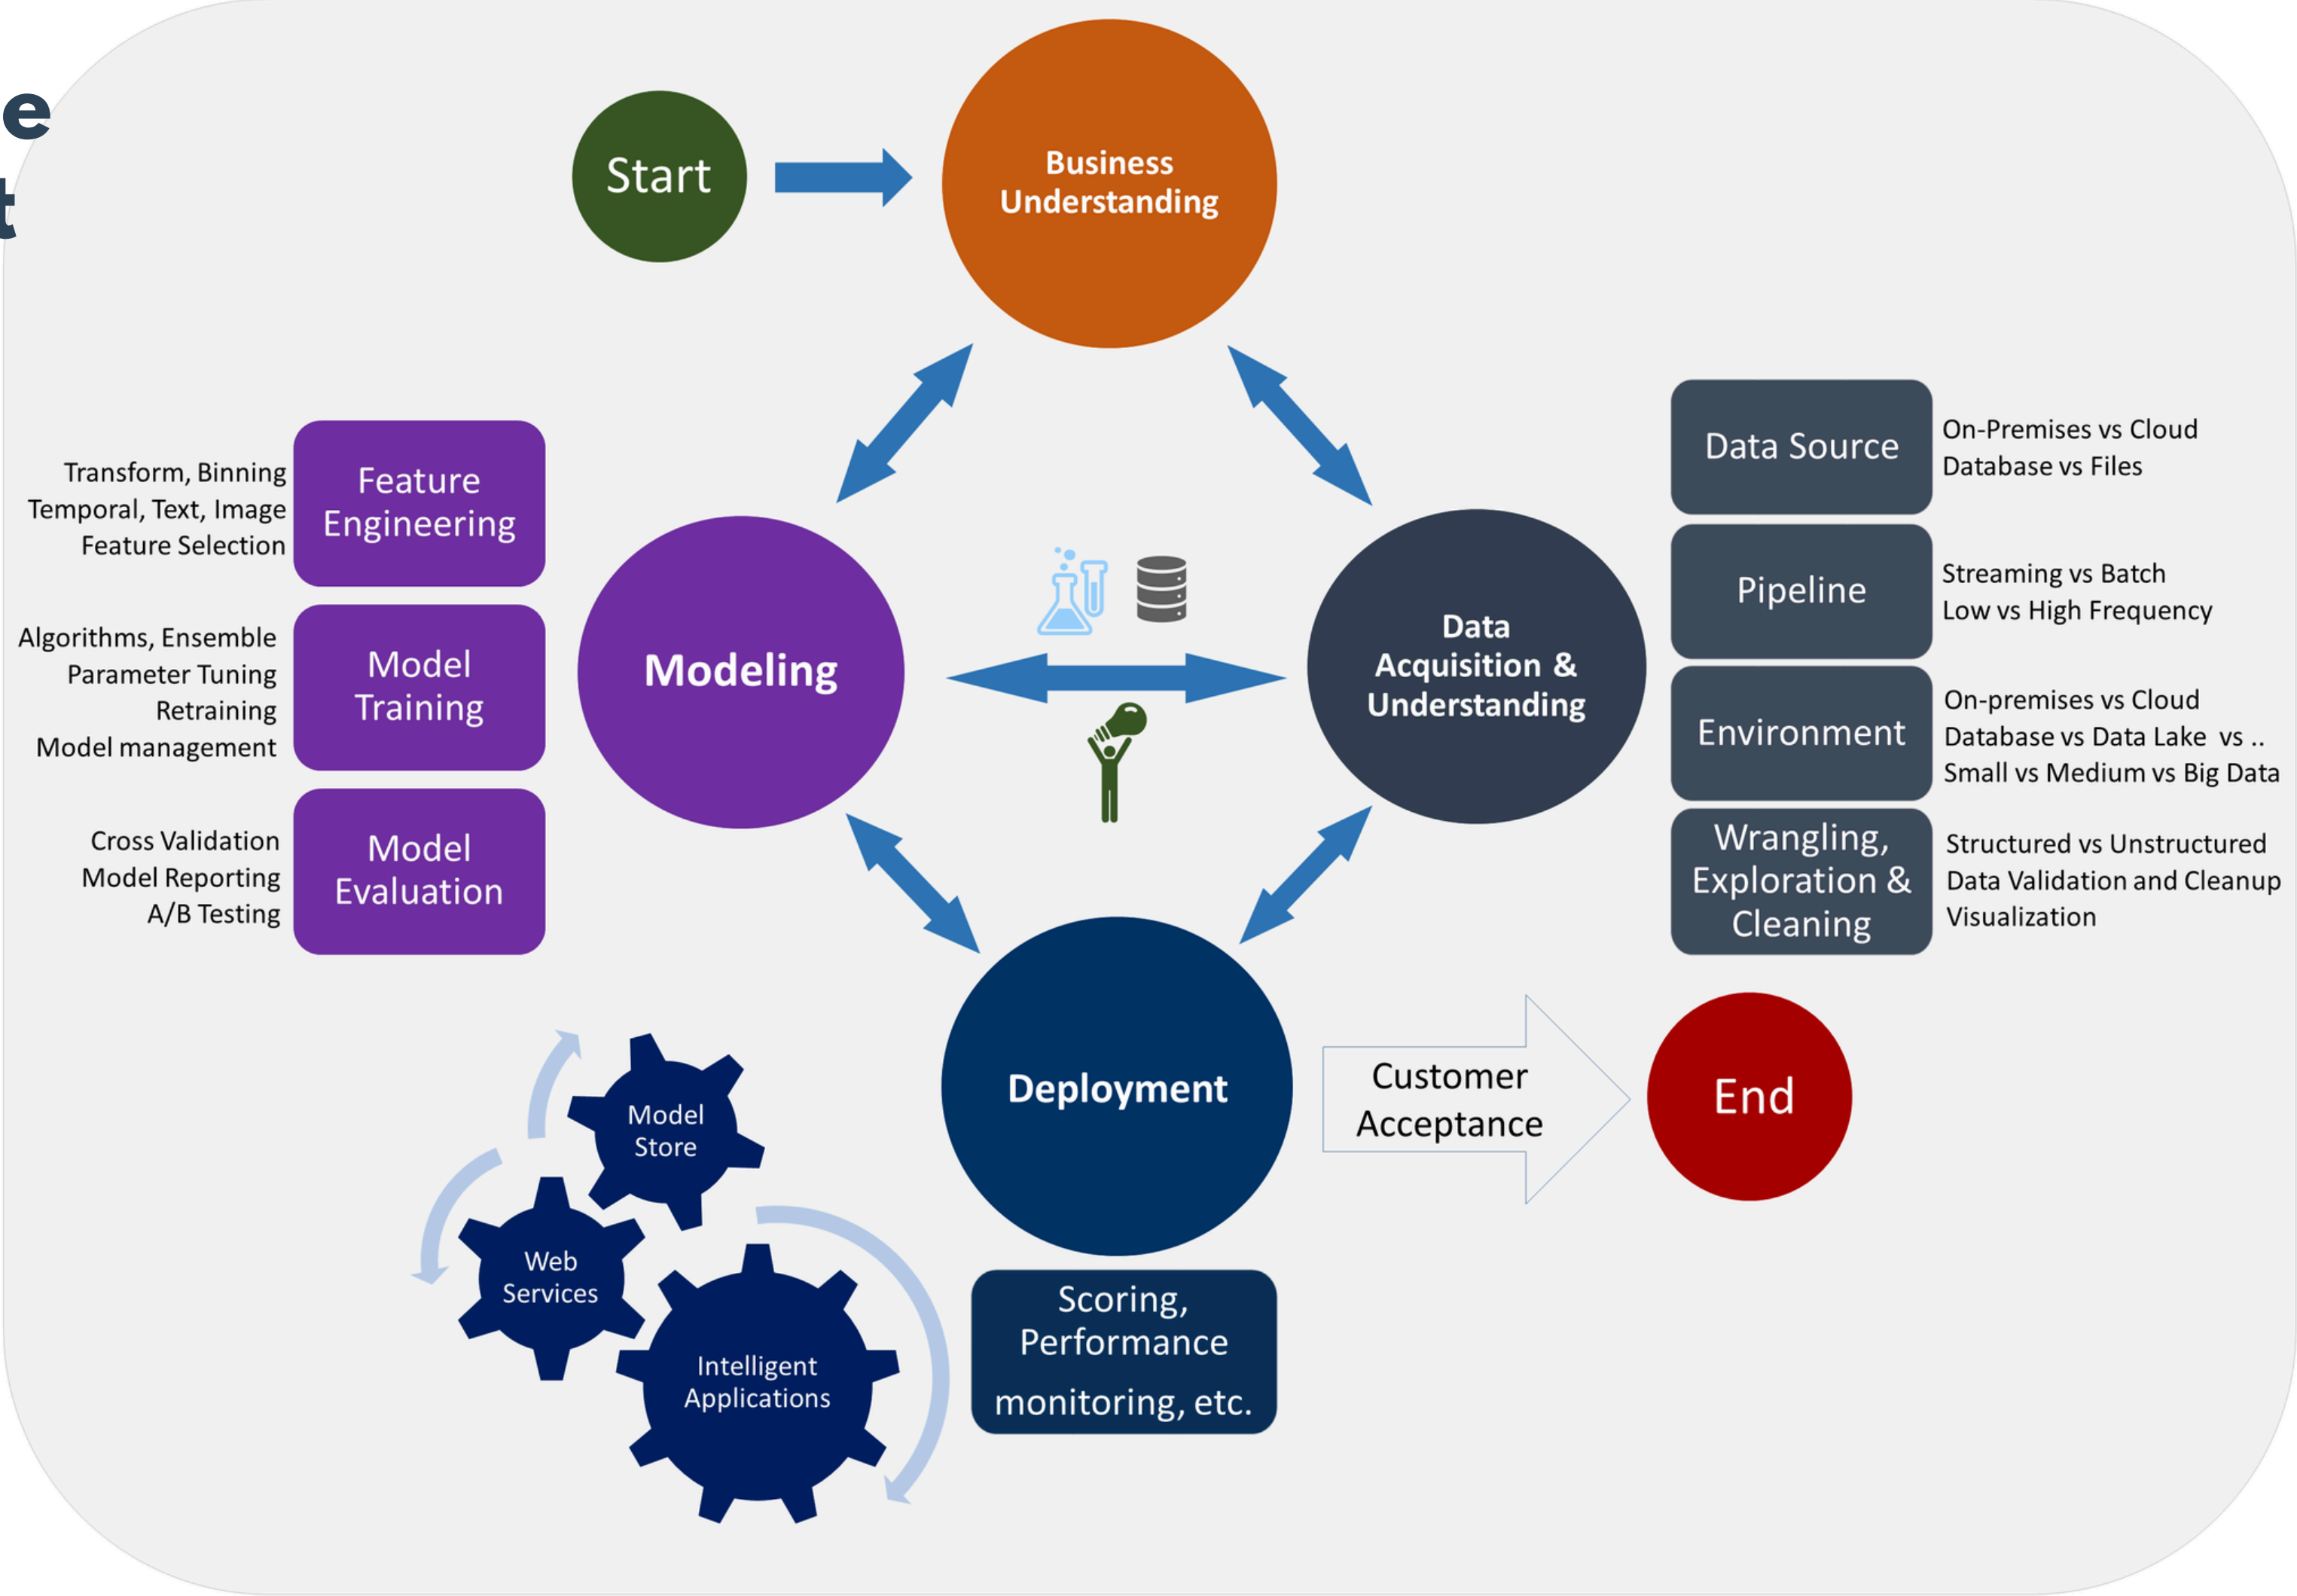 e
t
Start
Business
Understanding
Feature
Engineering
Transform, Binning
Temporal, Text, Image
Feature Selection
Model
Training
Algorithms, Ensemble
Parameter Tuning
Retraining
Model management
Model
Evaluation
Cross Validation
Model Reporting
A/B Testing
Modeling
Data
Acquisition &
Understanding
Data Source
On-Premises vs Cloud
Database vs Files
Pipeline
Streaming vs Batch
Low vs High Frequency
Environment
On-premises vs Cloud
Database vs Data Lake  vs ..
Small vs Medium vs Big Data
Wrangling,
Exploration &
Cleaning
Structured vs Unstructured
Data Validation and Cleanup
Visualization
Deployment
Customer
Acceptance
End
Model
Store
Web
Services
Intelligent
Applications
Scoring,
Performance
monitoring, etc.